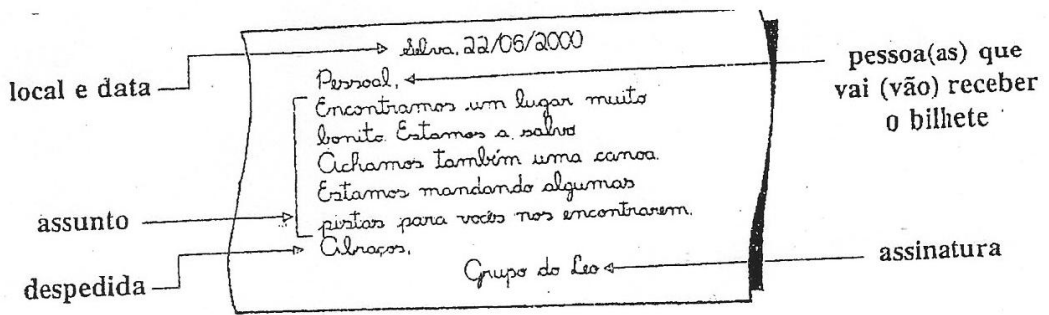 Selva, 22/06/2000
local e data
Pessoal,
pessoa(as) que
vai (vão) receber
o bilhete
Encontramos um lugar muito
bonito. Estamos a salvo
Achamos também uma canoa.
Estamos mandando algumas
pistas para vocês nos encontrarem.
assunto
Abraços,
despedida
Grupo do Leo
assinatura